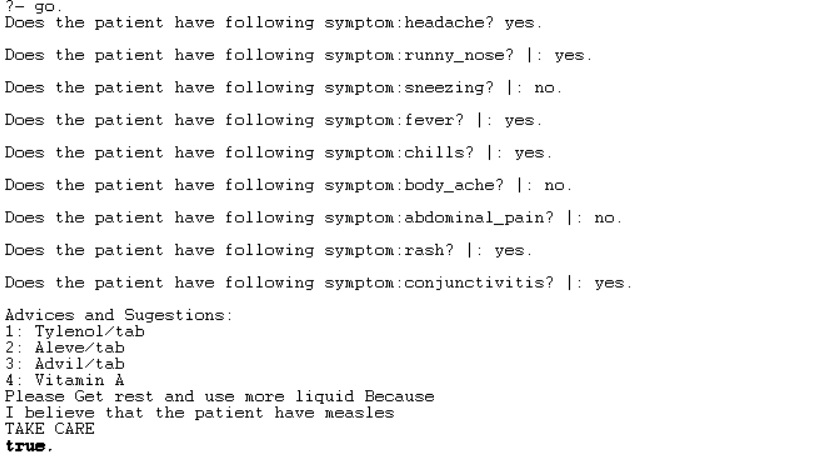 ?- go.
Does the patient have following symptom:headache? yes.
Does the patient have following symptom:runny_nose? |: yes.
Does the patient have following symptom:sneezing? |: no.
Does the patient have following symptom:fever? |: yes.
Does the patient have following symptom:chills? |: yes.
Does the patient have following symptom:body_ache? |: no.
Does the patient have following symptom:abdominal_pain? |: no.
Does the patient have following symptom:rash? |: yes.
Does the patient have following symptom:conjunctivitis? |: yes.
Advices and Sugestions:
1: Tylenol/tab
2: Aleve/tab
3: Advil/tab
4: Vitamin A
Please Get rest and use more liquid Because
I believe that the patient have measles
TAKE CARE
true.